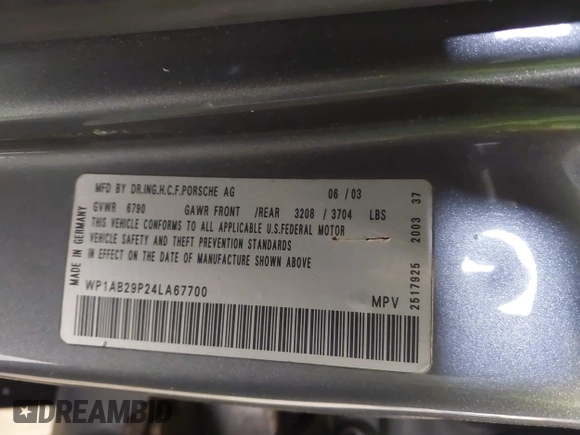 MFD BY DR.ING.H.C.F.PORSCHE AG 06 / 03
GVWR 6790 GAWR FRONT /REAR 3208 / 3704 LBS
THIS VEHICLE CONFORMS TO ALL APPLICABLE U.S.FEDERAL MOTOR
VEHICLE SAFETY AND THEFT PREVENTION STANDARDS
IN EFFECT ON THE DATE OF MANUFACTURE SHOWN ABOVE
WP1AB29P24LA67700 MPV
MADE IN GERMANY
2517925 2003 37
DREAMBID